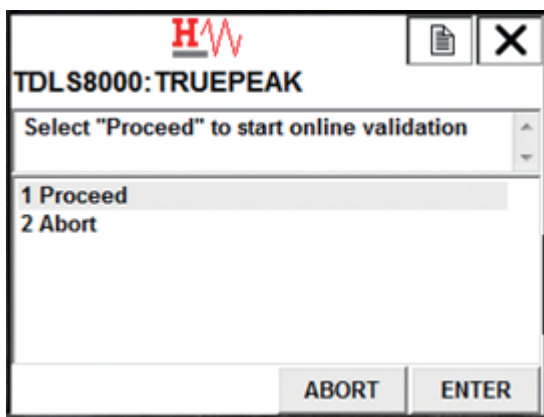 H
TDLS8000:TRUEPEAK
Select "Proceed" to start online validation
1 Proceed
2 Abort
ABORT ENTER